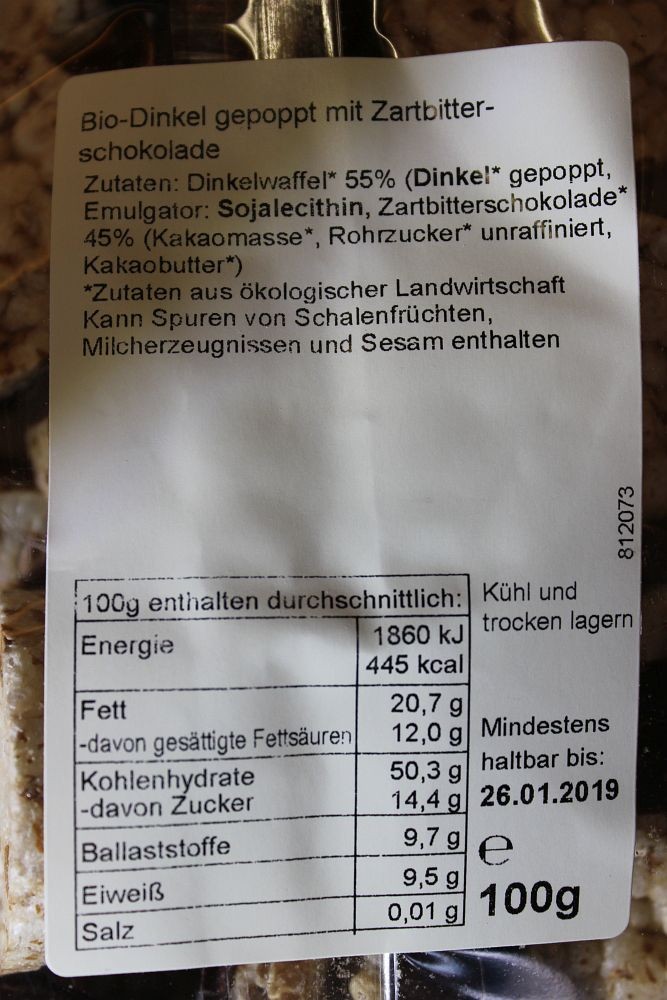 Bio-Dinkel gepoppt mit Zartbitter-
schokolade
Zutaten: Dinkelwaffel* 55% (Dinkel* gepoppt,
Emulgator: Sojalecithin, Zartbitterschokolade*
45% (Kakaomasse*, Rohrzucker* unraffiniert,
Kakaobutter*)
*Zutaten aus ökologischer Landwirtschaft
Kann Spuren von Schalenfrüchten,
Milcherzeugnissen und Sesam enthalten
812073
100g enthalten durchschnittlich:
Energie 1860 kJ
445 kcal
Fett 20,7 g
-davon gesättigte Fettsäuren 12,0 g
Kohlenhydrate 50,3 g
-davon Zucker 14,4 g
Ballaststoffe 9,7 g
Eiweiß 9,5 g
Salz 0,01 g
Kühl und
trocken lagern
Mindestens
haltbar bis:
26.01.2019
℮
100g